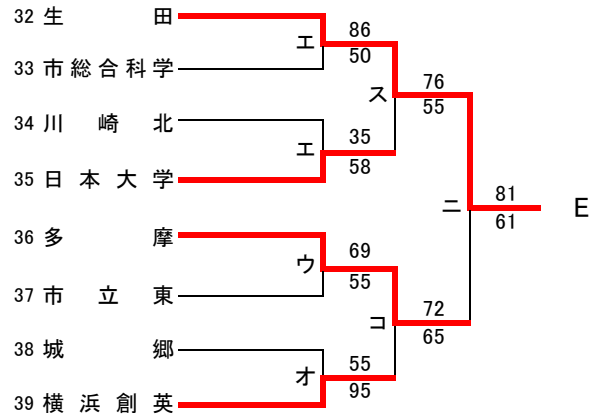 32 生田
86
エ
50
33 市総合科学
76
ス
55
34 川崎北
35
エ
58
35 日本大学
81
ニ
61
E
36 多摩
69
ウ
55
37 市立東
72
コ
65
38 城郷
55
オ
95
39 横浜創英